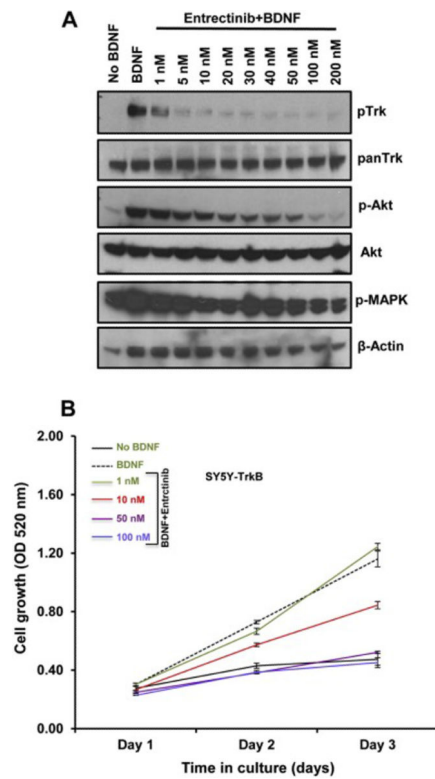 A
Entrectinib+BDNF
No BDNF
BDNF
1 nM
5 nM
10 nM
20 nM
30 nM
40 nM
50 nM
100 nM
200 nM
pTrk
panTrk
p-Akt
Akt
p-MAPK
β-Actin
B
2.00
1.60
1.20
0.80
0.40
0.00
Cell growth (OD 520 nm)
No BDNF
BDNF
1 nM
10 nM
50 nM
100 nM
BDNF+Entrctinib
SY5Y-TrkB
Day 1
Day 2
Day 3
Time in culture (days)